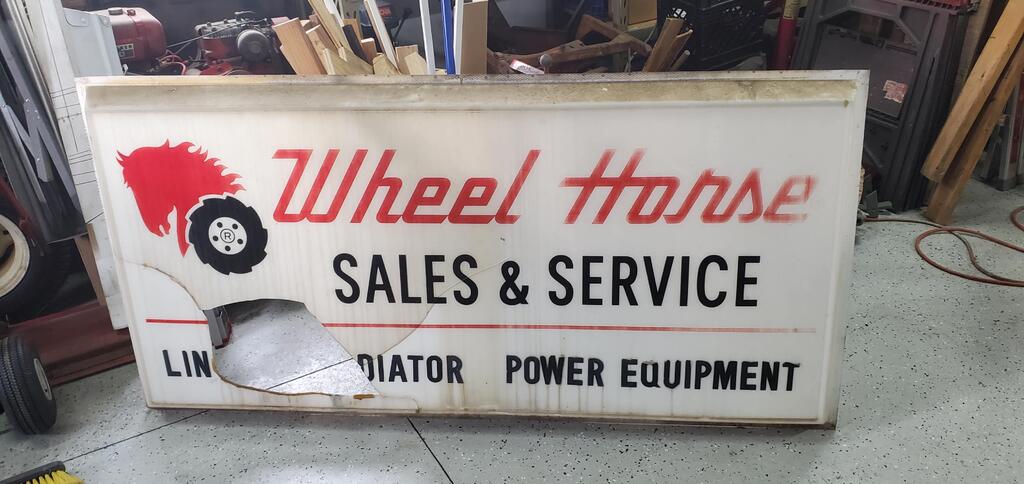 Wheel Horse
®
SALES & SERVICE
LIN DIATOR POWER EQUIPMENT